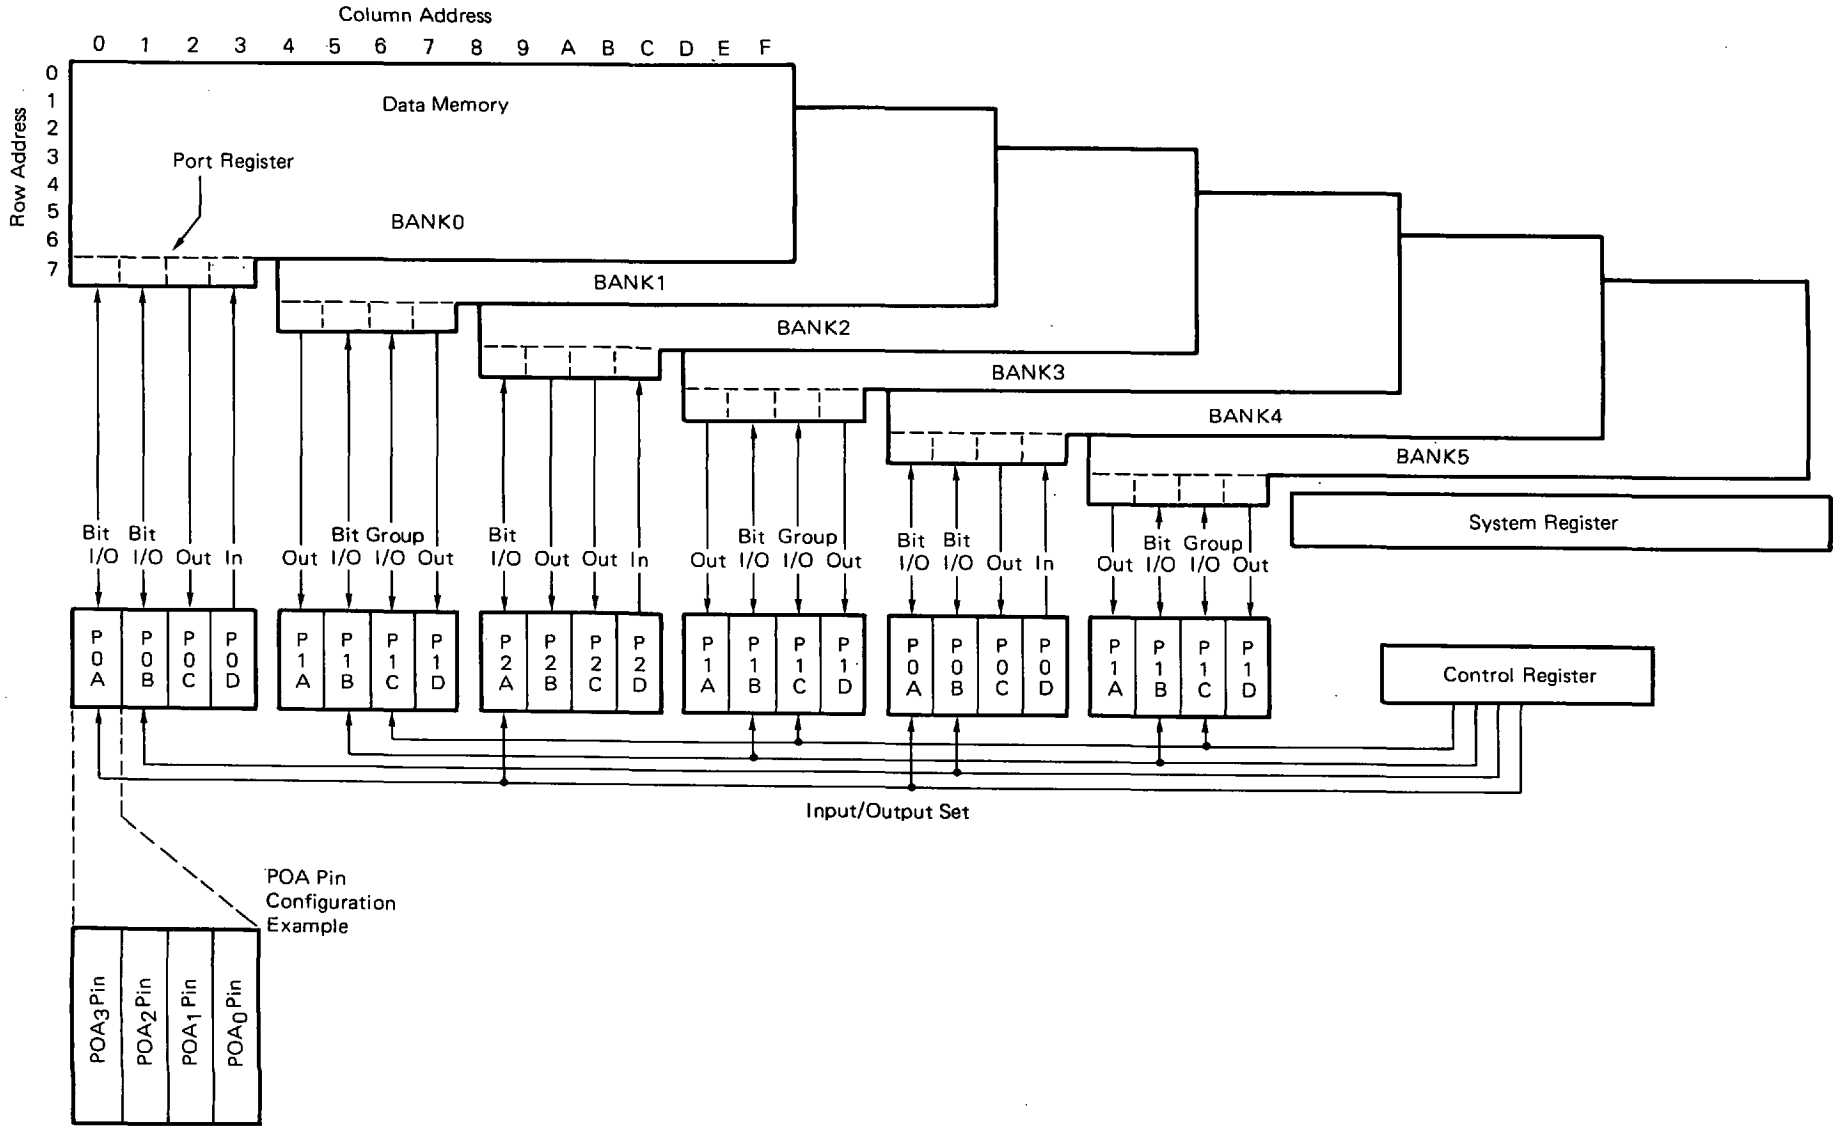 Column Address
0 1 2 3 4 5 6 7 8 9 A B C D E F
Row Address
0
1
2
3
4
5
6
7
Data Memory
Port Register
BANK0
BANK1
BANK2
BANK3
BANK4
BANK5
System Register
Bit I/O
Bit I/O
Out
In
Out
Bit I/O
Group I/O
Out
Bit I/O
Out
Out
In
Out
Bit I/O
Group I/O
Out
Bit I/O
Bit I/O
Out
In
Out
Bit I/O
Group I/O
Out
P0A
P0B
P0C
P0D
P1A
P1B
P1C
P1D
P2A
P2B
P2C
P2D
P1A
P1B
P1C
P1D
P0A
P0B
P0C
P0D
P1A
P1B
P1C
P1D
Control Register
Input/Output Set
POA Pin
Configuration
Example
POA3 Pin
POA2 Pin
POA1 Pin
POA0 Pin